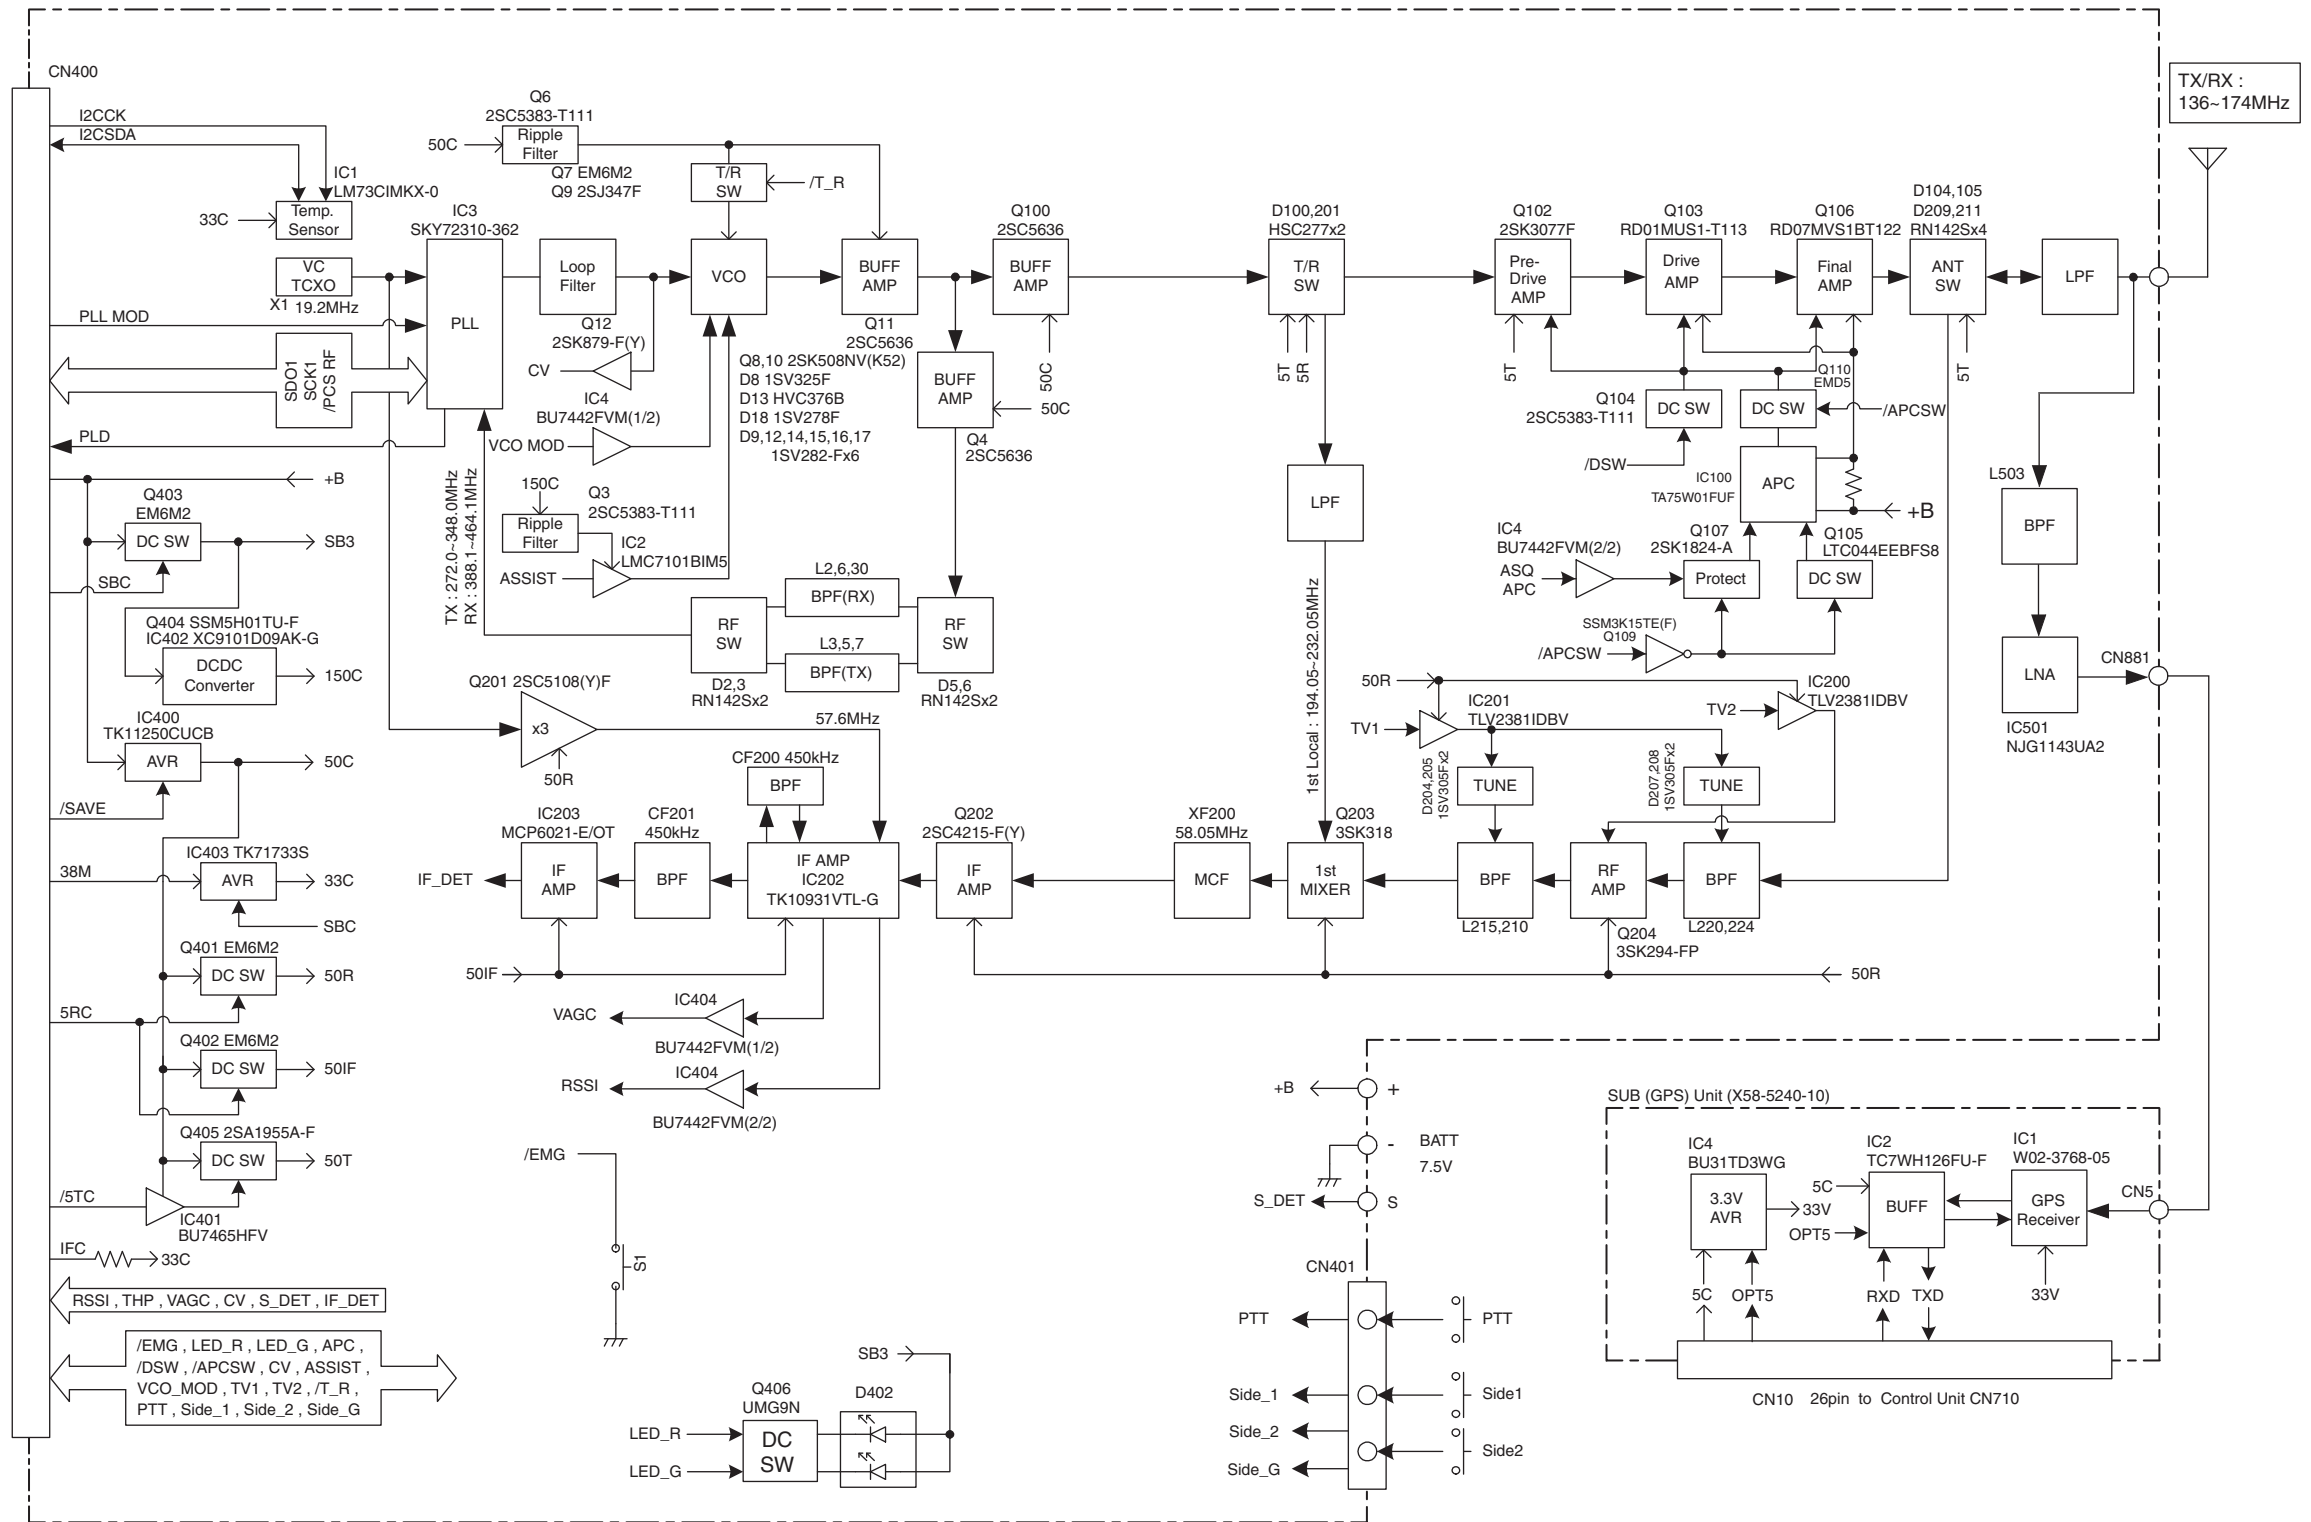 CN400
I2CCK
I2CSDA
IC1
LM73CIMKX-0
33C
Temp.
Sensor
VC
TCXO
X1 19.2MHz
PLL MOD
SDO1
SCK1
/PCS RF
PLD
IC3
SKY72310-362
PLL
Q6
2SC5383-T111
50C
Ripple
Filter
Q7 EM6M2
Q9 2SJ347F
T/R
SW
/T_R
Loop
Filter
Q12
2SK879-F(Y)
CV
VCO
IC4
BU7442FVM(1/2)
VCO MOD
BUFF
AMP
Q11
2SC5636
Q8,10 2SK508NV(K52)
D8 1SV325F
D13 HVC376B
D18 1SV278F
D9,12,14,15,16,17
1SV282-Fx6
BUFF
AMP
50C
Q4
2SC5636
Q100
2SC5636
BUFF
AMP
50C
150C
Q3
2SC5383-T111
Ripple
Filter
IC2
LMC7101BIM5
ASSIST
TX : 272.0~348.0MHz
RX : 388.1~464.1MHz
L2,6,30
BPF(RX)
L3,5,7
BPF(TX)
RF
SW
D2,3
RN142Sx2
RF
SW
D5,6
RN142Sx2
D100,201
HSC277x2
T/R
SW
5T
5R
LPF
1st Local : 194.05~232.05MHz
Q102
2SK3077F
Pre-
Drive
AMP
5T
Q103
RD01MUS1-T113
Drive
AMP
Q106
RD07MVS1BT122
Final
AMP
D104,105
D209,211
RN142Sx4
ANT
SW
5T
LPF
TX/RX :
136~174MHz
Q104
2SC5383-T111
DC SW
/DSW
Q110
EMD5
DC SW
/APCSW
IC100
TA75W01FUF
APC
+B
IC4
BU7442FVM(2/2)
ASQ
APC
Q107
2SK1824-A
Protect
Q105
LTC044EEBFS8
DC SW
SSM3K15TE(F)
Q109
/APCSW
L503
BPF
LNA
IC501
NJG1143UA2
CN881
+B
Q403
EM6M2
DC SW
SB3
SBC
Q404 SSM5H01TU-F
IC402 XC9101D09AK-G
DCDC
Converter
150C
IC400
TK11250CUCB
AVR
50C
/SAVE
IC403 TK71733S
38M
AVR
33C
SBC
Q401 EM6M2
DC SW
50R
5RC
Q402 EM6M2
DC SW
50IF
Q405 2SA1955A-F
DC SW
50T
/5TC
IC401
BU7465HFV
IFC
33C
RSSI , THP , VAGC , CV , S_DET , IF_DET
/EMG , LED_R , LED_G , APC ,
/DSW , /APCSW , CV , ASSIST ,
VCO_MOD , TV1 , TV2 , /T_R ,
PTT , Side_1 , Side_2 , Side_G
Q201 2SC5108(Y)F
x3
50R
57.6MHz
CF200 450kHz
BPF
IC203
MCP6021-E/OT
IF_DET
IF
AMP
CF201
450kHz
BPF
IF AMP
IC202
TK10931VTL-G
Q202
2SC4215-F(Y)
IF
AMP
XF200
58.05MHz
MCF
Q203
3SK318
1st
MIXER
50R
TV1
IC201
TLV2381IDBV
TV2
IC200
TLV2381IDBV
D204,205
1SV305Fx2
TUNE
D207,208
1SV305Fx2
TUNE
BPF
L215,210
RF
AMP
Q204
3SK294-FP
BPF
L220,224
50IF
50R
VAGC
IC404
BU7442FVM(1/2)
RSSI
IC404
BU7442FVM(2/2)
/EMG
S1
SB3
Q406
UMG9N
D402
LED_R
LED_G
DC
SW
+B
+
-
BATT
7.5V
S_DET
S
CN401
PTT
PTT
Side_1
Side1
Side_2
Side2
Side_G
SUB (GPS) Unit (X58-5240-10)
IC4
BU31TD3WG
3.3V
AVR
33V
5C
OPT5
IC2
TC7WH126FU-F
5C
OPT5
BUFF
RXD
TXD
IC1
W02-3768-05
GPS
Receiver
33V
CN5
CN10 26pin to Control Unit CN710